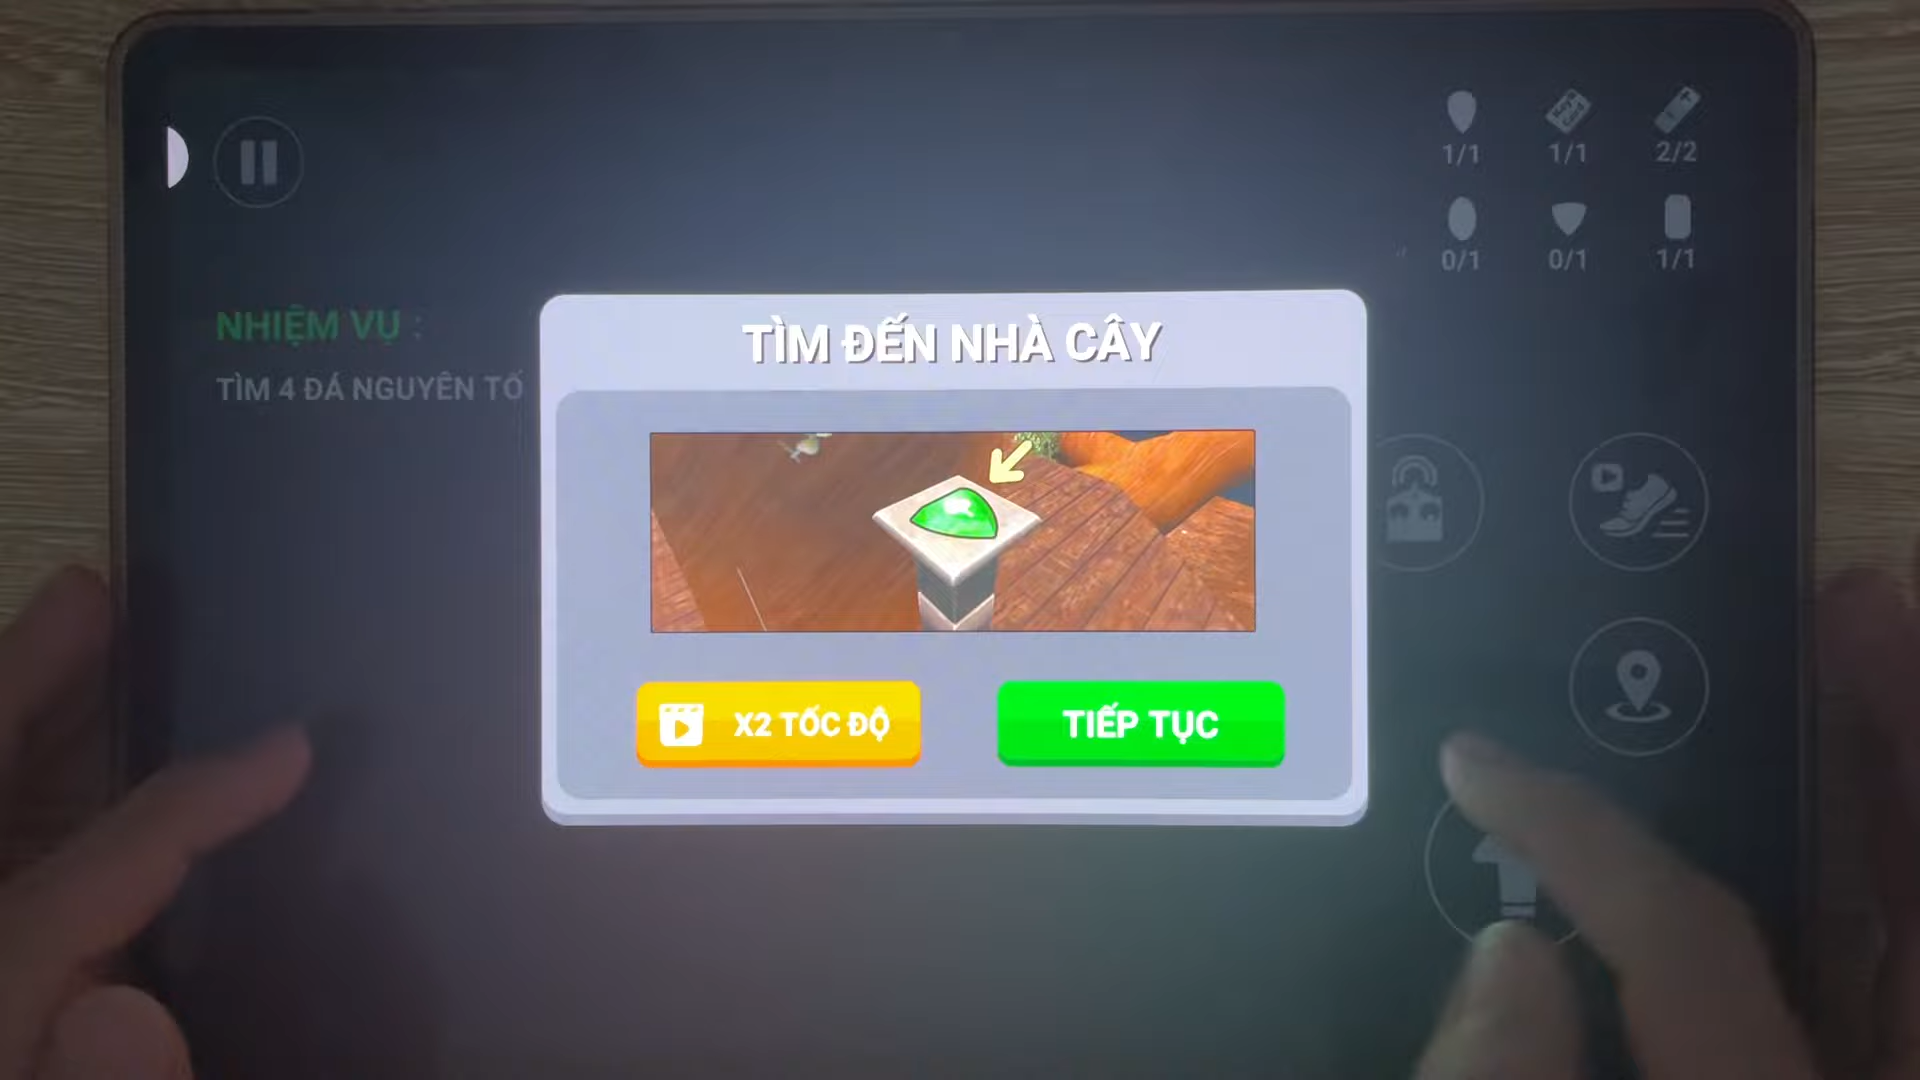 1/1
1/1
2/2
0/1
0/1
1/1
NHIỆM VỤ :
TÌM 4 ĐÁ NGUYÊN TỐ
TÌM ĐẾN NHÀ CÂY
X2 TỐC ĐỘ
TIẾP TỤC